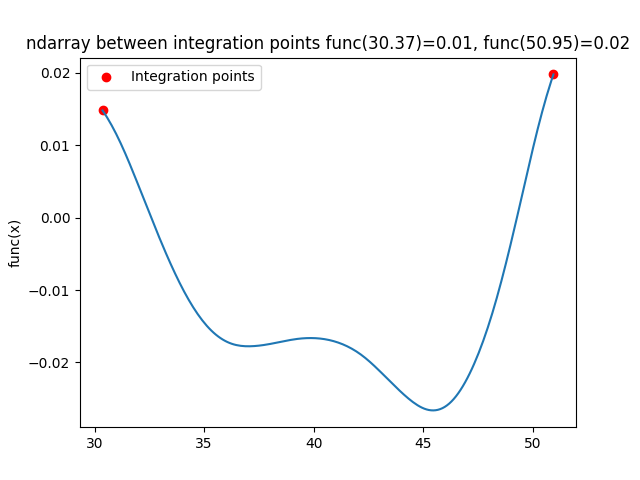 ndarray between integration points func(30.37)=0.01, func(50.95)=0.02
Integration points
func(x)
0.02
0.01
0.00
−0.01
−0.02
30 35 40 45 50